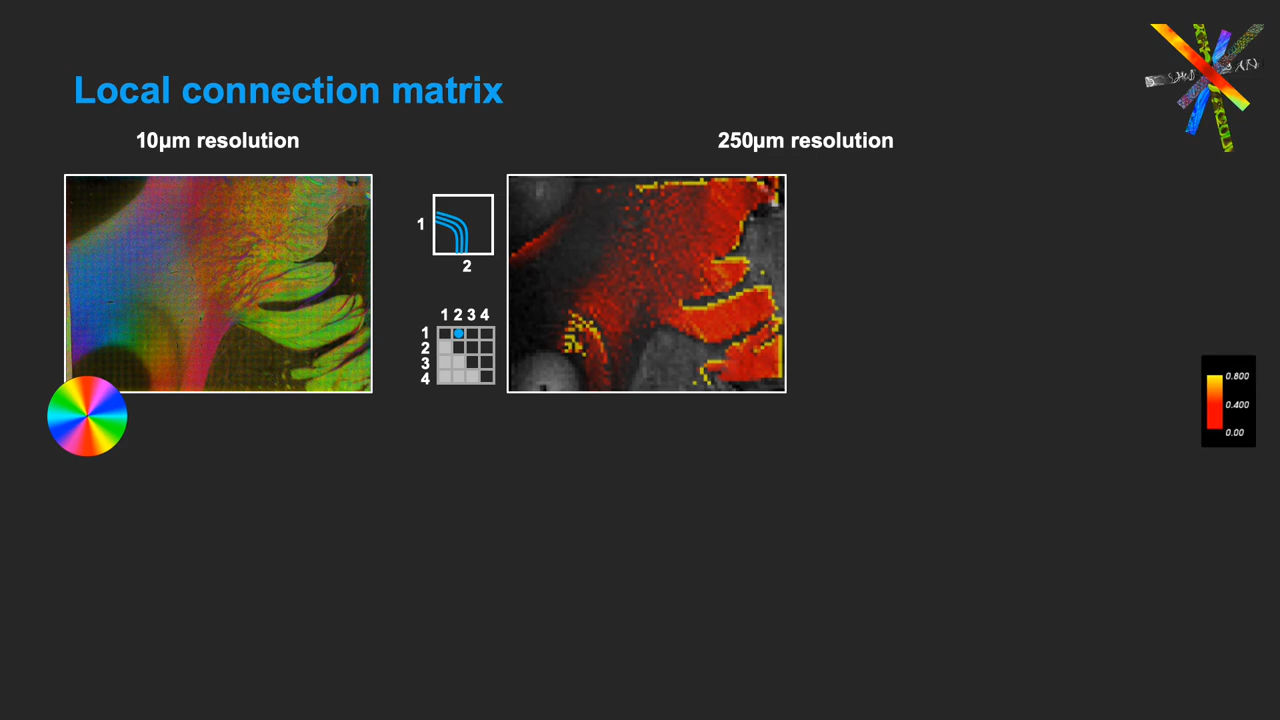 Local connection matrix
10µm resolution
250µm resolution
1
2
1 2 3 4
1
2
3
4
0.800
0.400
0.00